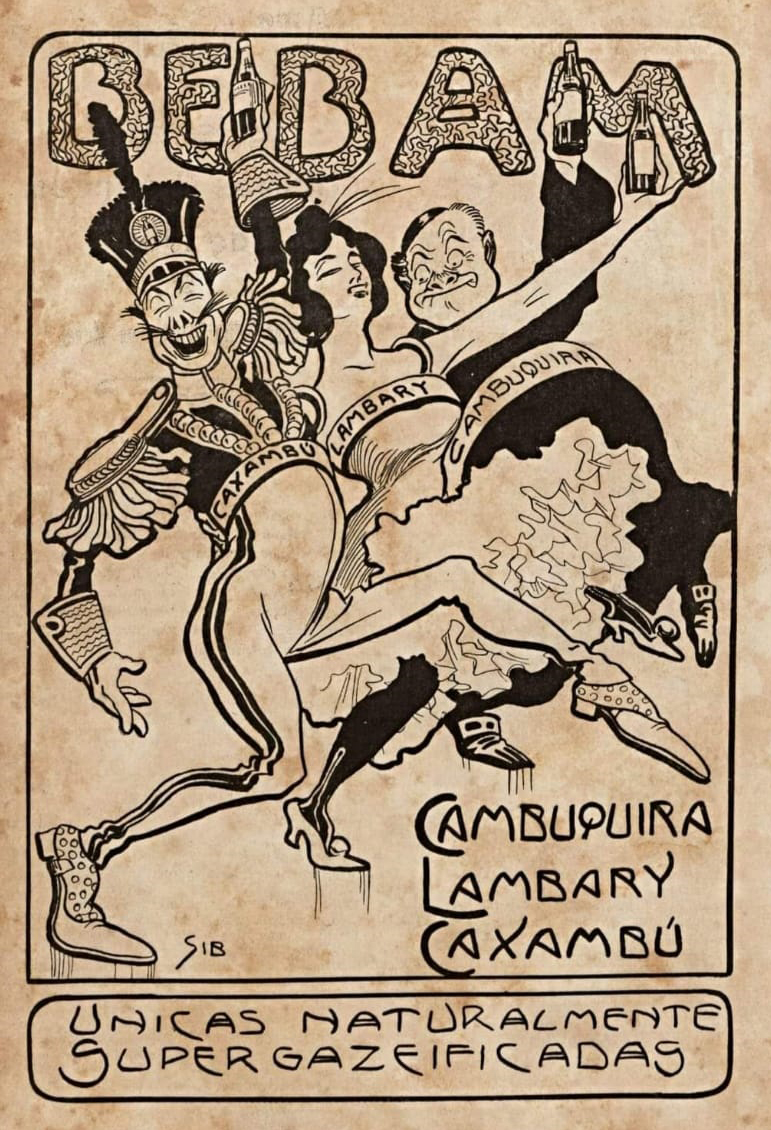 BEBAM
CAXAMBÚ
LAMBARY
CAMBUQUIRA
CAMBUQUIRA
LAMBARY
CAXAMBÚ
SIB
UNICAS NATURALMENTE
SUPERGAZEIFICADAS